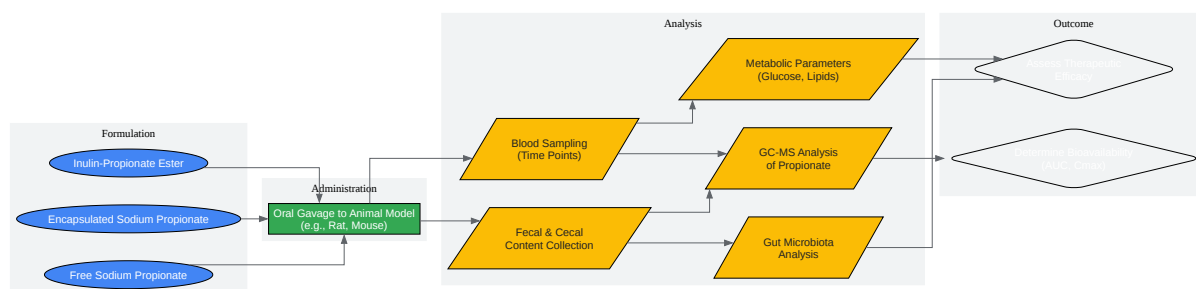 Formulation
Inulin-Propionate Ester
Encapsulated Sodium Propionate
Free Sodium Propionate
Administration
Oral Gavage to Animal Model
(e.g., Rat, Mouse)
Analysis
Blood Sampling
(Time Points)
Fecal & Cecal
Content Collection
Metabolic Parameters
(Glucose, Lipids)
GC-MS Analysis
of Propionate
Gut Microbiota
Analysis
Outcome
Assess Therapeutic
Efficacy
Determine Bioavailability
(AUC, Cmax)